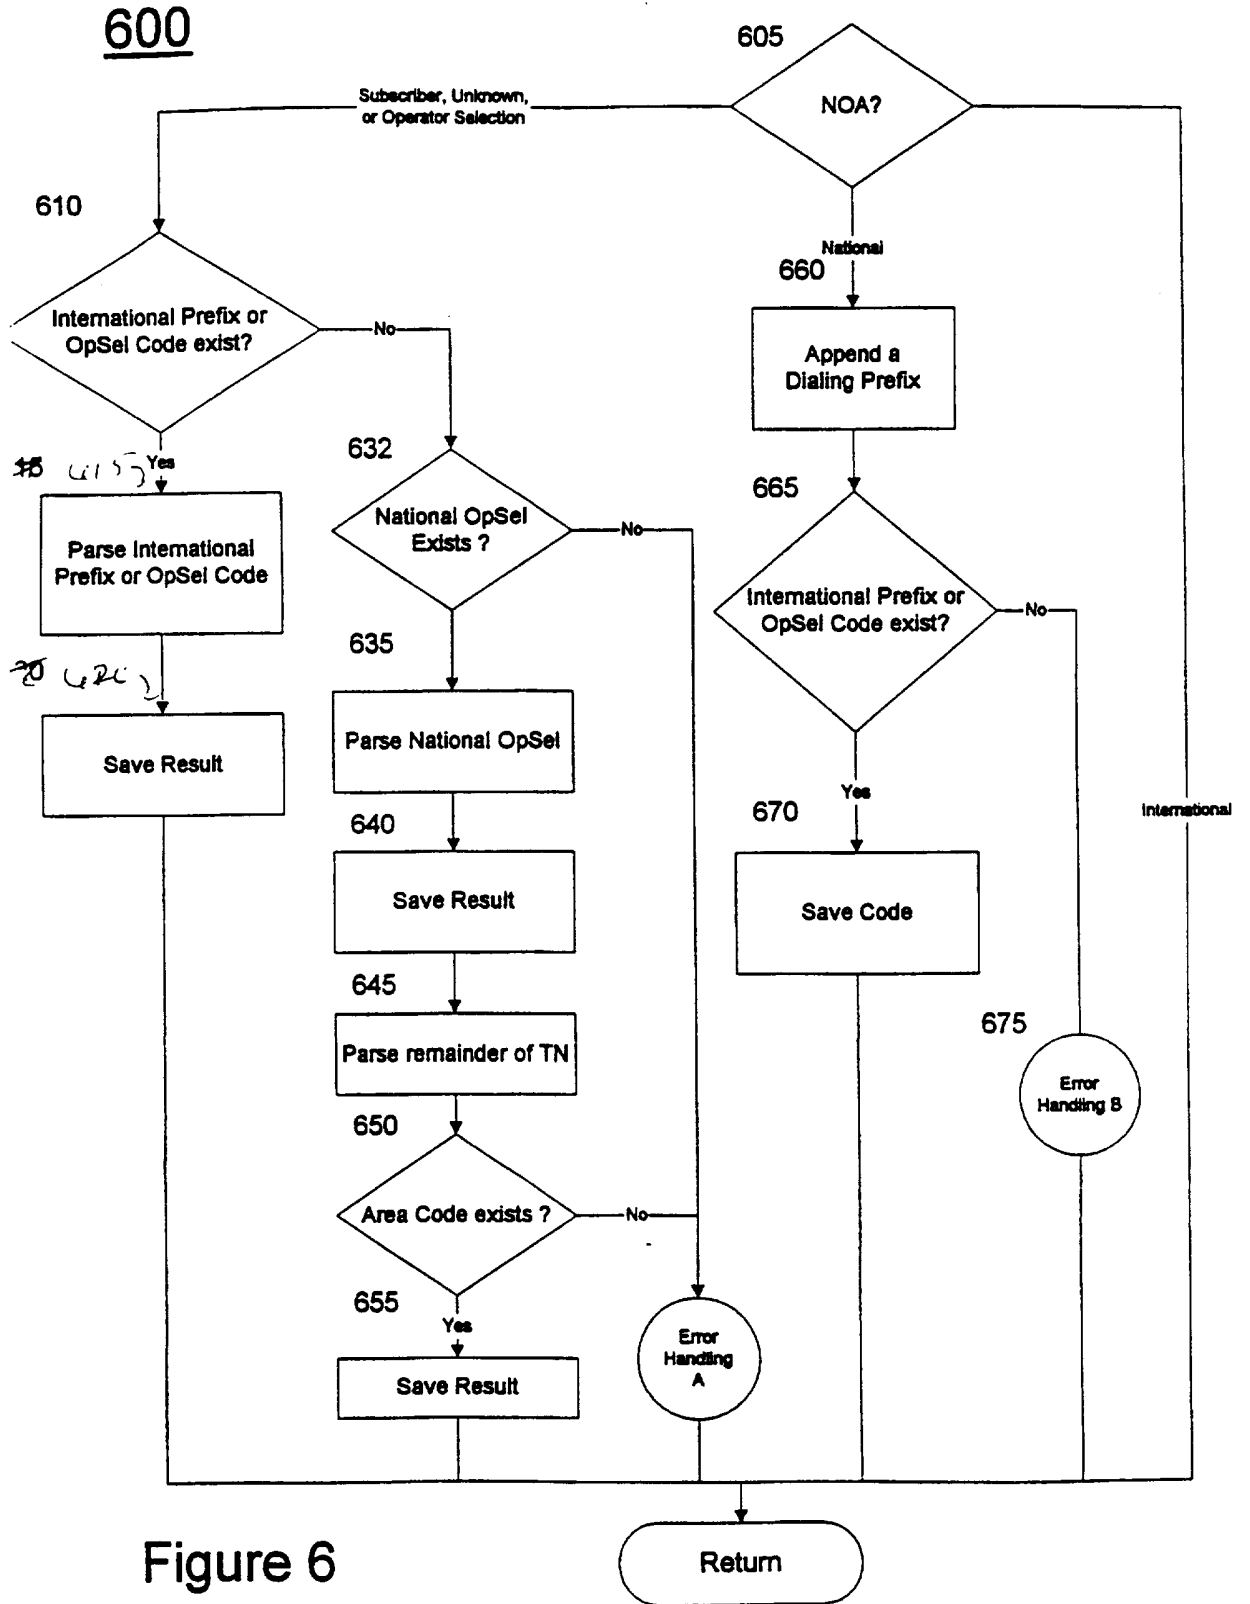 600
605
NOA?
Subscriber, Unknown,
or Operator Selection
610
International Prefix or
OpSel Code exist?
No
National
660
Append a
Dialing Prefix
632
National OpSel
Exists ?
No
665
International Prefix or
OpSel Code exist?
No
Yes
615
Parse International
Prefix or OpSel Code
635
Parse National OpSel
Save Result
640
Save Result
Yes
670
Save Code
International
645
Parse remainder of TN
675
Error
Handling B
650
Area Code exists ?
No
655
Yes
Save Result
Error
Handling
A
Return
Figure 6